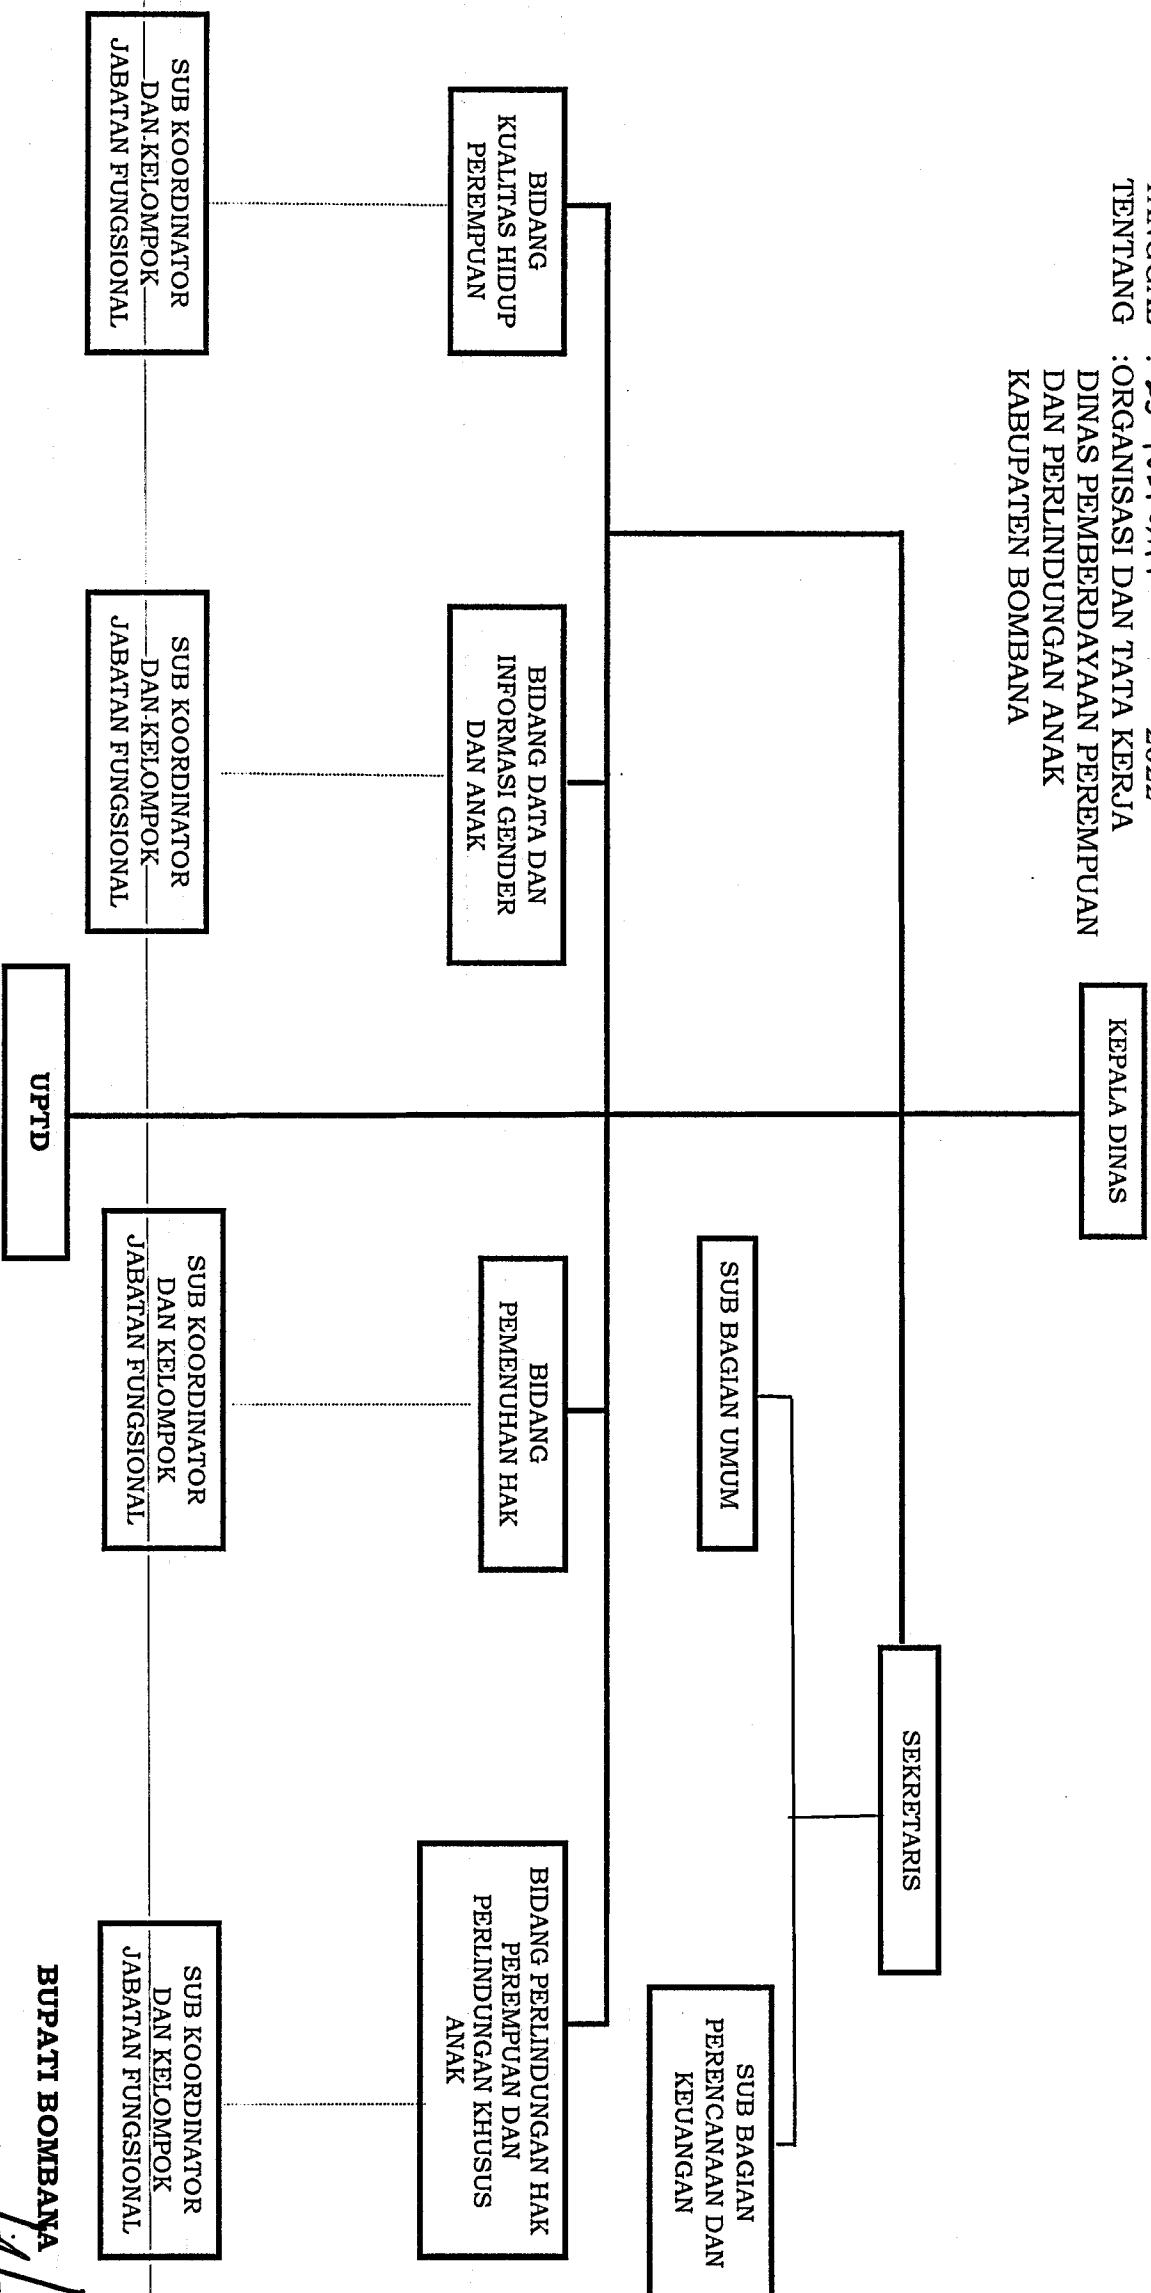 TANGGAL : 2022
TENTANG :ORGANISASI DAN TATA KERJA
DINAS PEMBERDAYAAN PEREMPUAN
DAN PERLINDUNGAN ANAK
KABUPATEN BOMBANA
KEPALA DINAS
SEKRETARIS
SUB BAGIAN UMUM
SUB BAGIAN
PERENCANAAN DAN
KEUANGAN
BIDANG
KUALITAS HIDUP
PEREMPUAN
BIDANG DATA DAN
INFORMASI GENDER
DAN ANAK
BIDANG
PEMENUHAN HAK
BIDANG PERLINDUNGAN HAK
PEREMPUAN DAN
PERLINDUNGAN KHUSUS
ANAK
SUB KOORDINATOR
DAN KELOMPOK
JABATAN FUNGSIONAL
SUB KOORDINATOR
DAN KELOMPOK
JABATAN FUNGSIONAL
SUB KOORDINATOR
DAN KELOMPOK
JABATAN FUNGSIONAL
SUB KOORDINATOR
DAN KELOMPOK
JABATAN FUNGSIONAL
UPTD
BUPATI BOMBANA